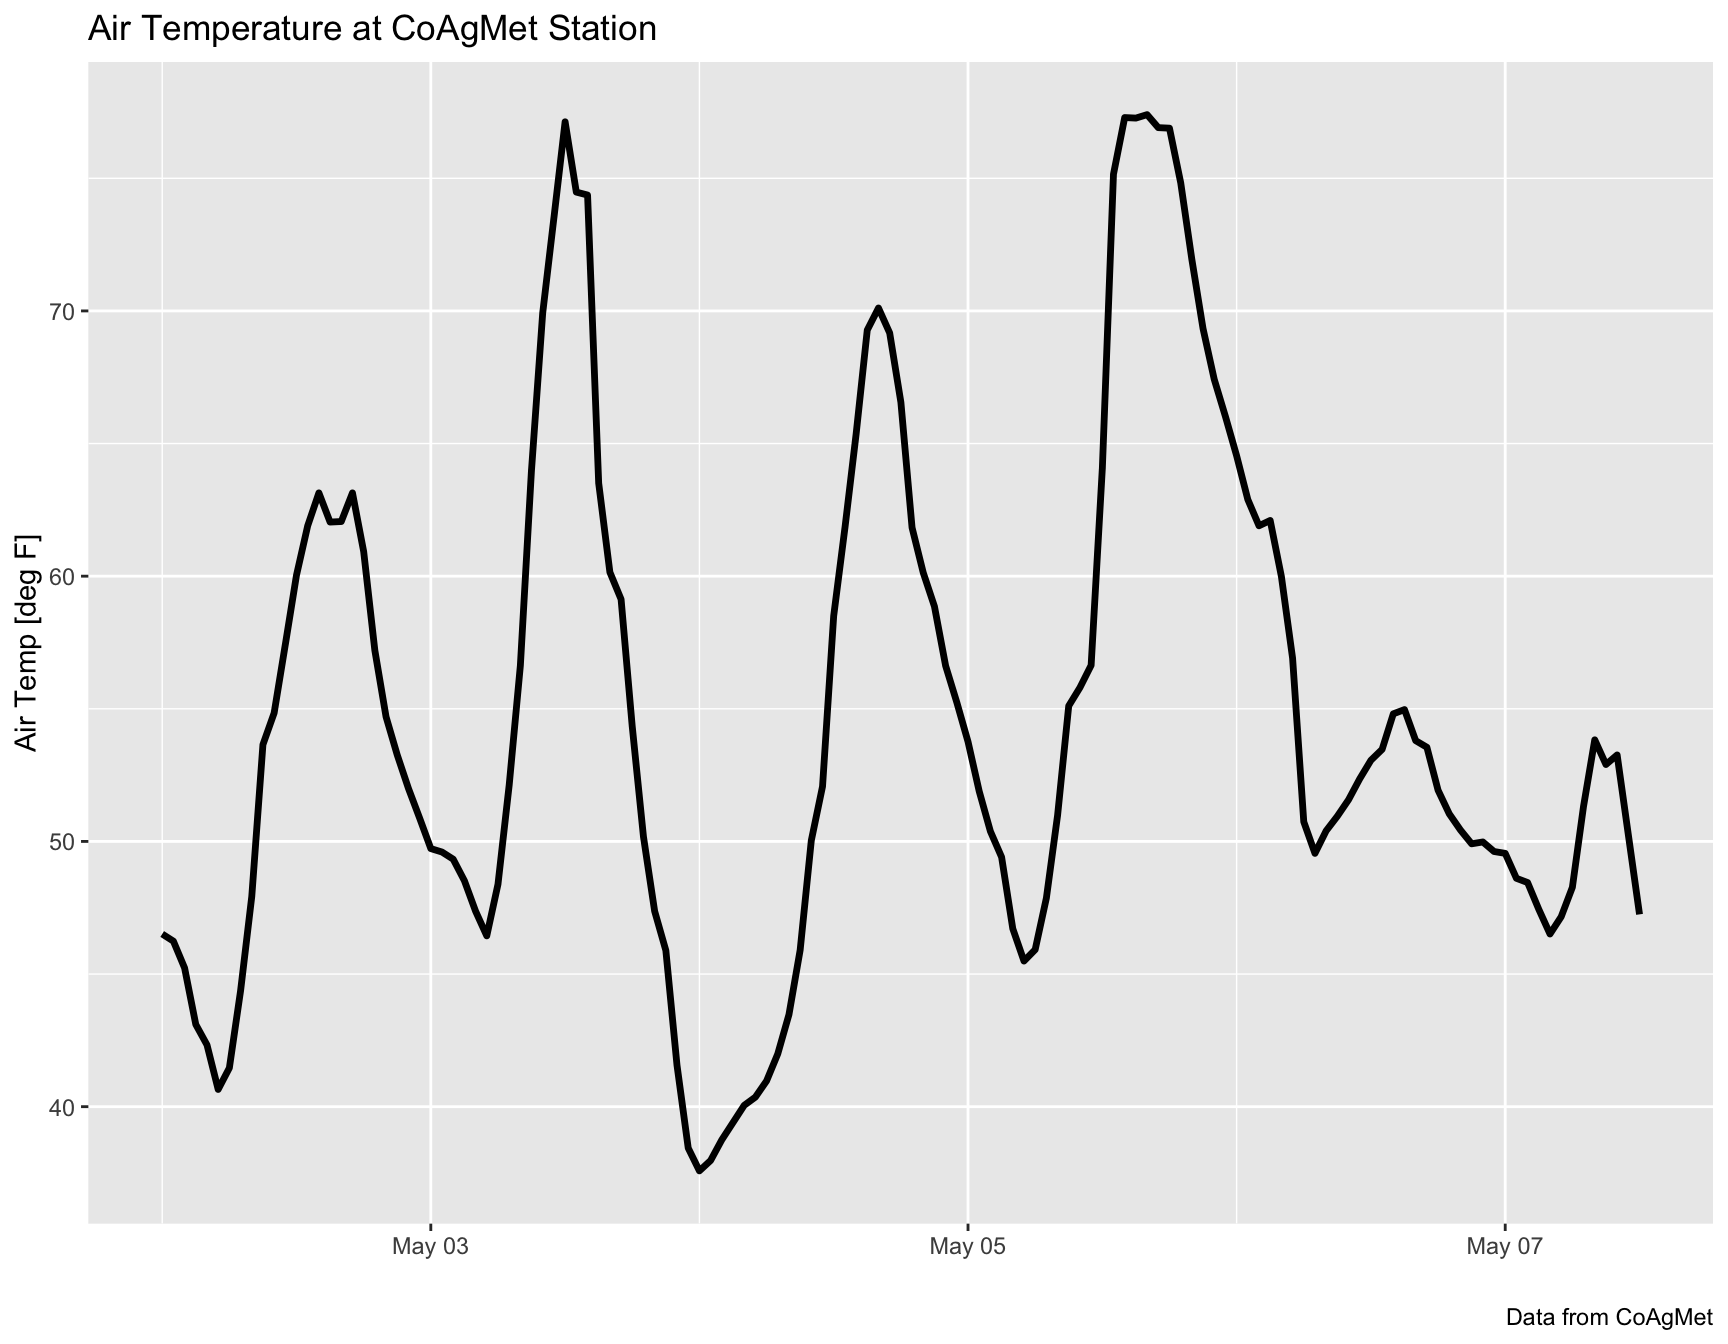 Air Temperature at CoAgMet Station
Air Temp [deg F]
70
60
50
40
May 03
May 05
May 07
Data from CoAgMet